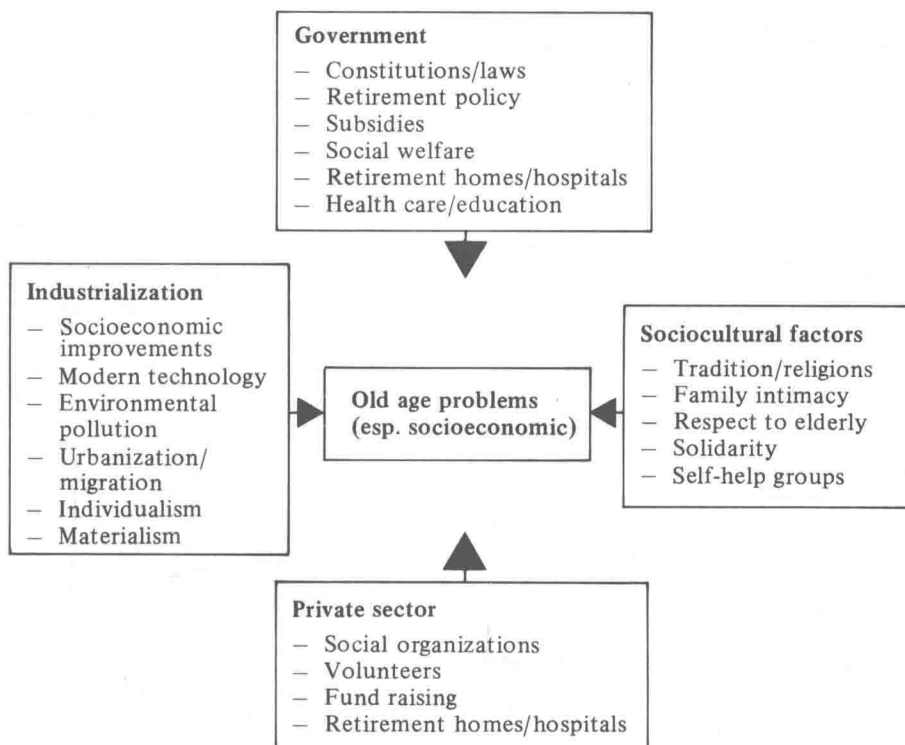 Government
– Constitutions/laws
– Retirement policy
– Subsidies
– Social welfare
– Retirement homes/hospitals
– Health care/education
Industrialization
– Socioeconomic
improvements
– Modern technology
– Environmental
pollution
– Urbanization/
migration
– Individualism
– Materialism
Old age problems
(esp. socioeconomic)
Sociocultural factors
– Tradition/religions
– Family intimacy
– Respect to elderly
– Solidarity
– Self-help groups
Private sector
– Social organizations
– Volunteers
– Fund raising
– Retirement homes/hospitals